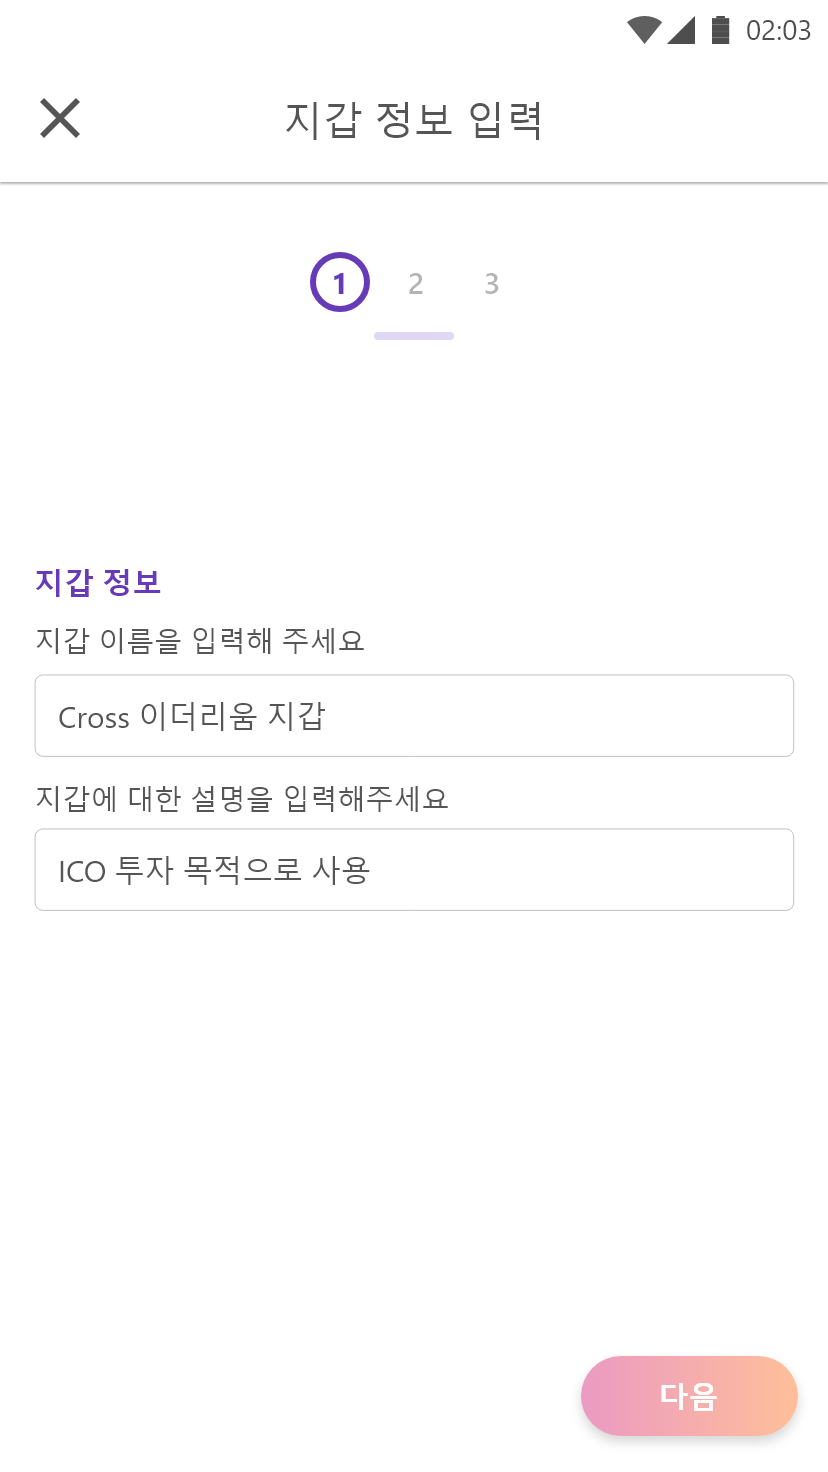 02:03
지갑 정보 입력
1 2 3
지갑 정보
지갑 이름을 입력해 주세요
Cross 이더리움 지갑
지갑에 대한 설명을 입력해주세요
ICO 투자 목적으로 사용
다음